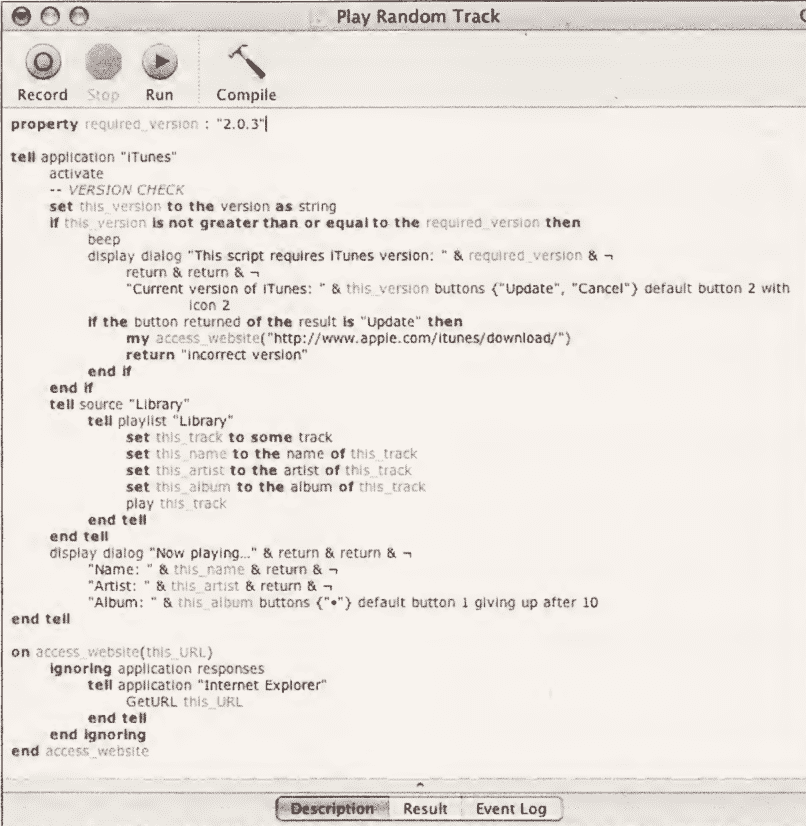 Play Random Track
Record Stop Run Compile
property required_version : "2.0.3"
tell application "iTunes"
activate
-- VERSION CHECK
set this_version to the version as string
if this_version is not greater than or equal to the required_version then
beep
display dialog "This script requires iTunes version: " & required_version & ¬
return & return & ¬
"Current version of iTunes: " & this_version buttons {"Update", "Cancel"} default button 2 with
icon 2
if the button returned of the result is "Update" then
my access_website("http://www.apple.com/itunes/download/")
return "incorrect version"
end if
end if
tell source "Library"
tell playlist "Library"
set this_track to some track
set this_name to the name of this_track
set this_artist to the artist of this_track
set this_album to the album of this_track
play this_track
end tell
end tell
display dialog "Now playing..." & return & return & ¬
"Name: " & this_name & return & ¬
"Artist: " & this_artist & return & ¬
"Album: " & this_album buttons {"•"} default button 1 giving up after 10
end tell
on access_website(this_URL)
ignoring application responses
tell application "Internet Explorer"
GetURL this_URL
end tell
end ignoring
end access_website
Description Result Event Log